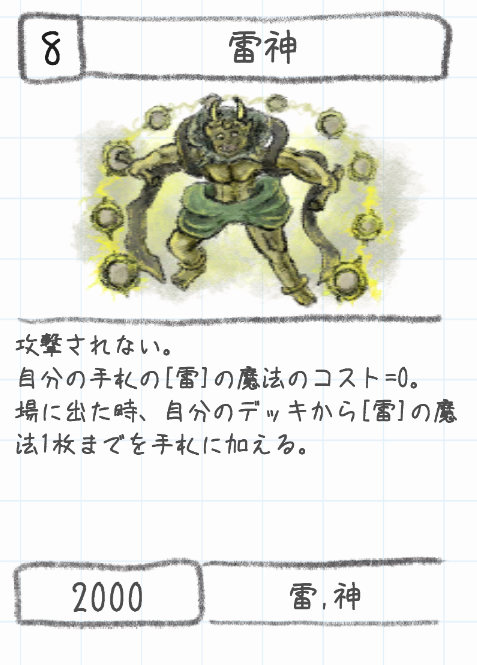 8
雷神
攻撃されない。
自分の手札の[雷]の魔法のコスト=0。
場に出た時、自分のデッキから[雷]の魔
法1枚までを手札に加える。
2000
雷,神